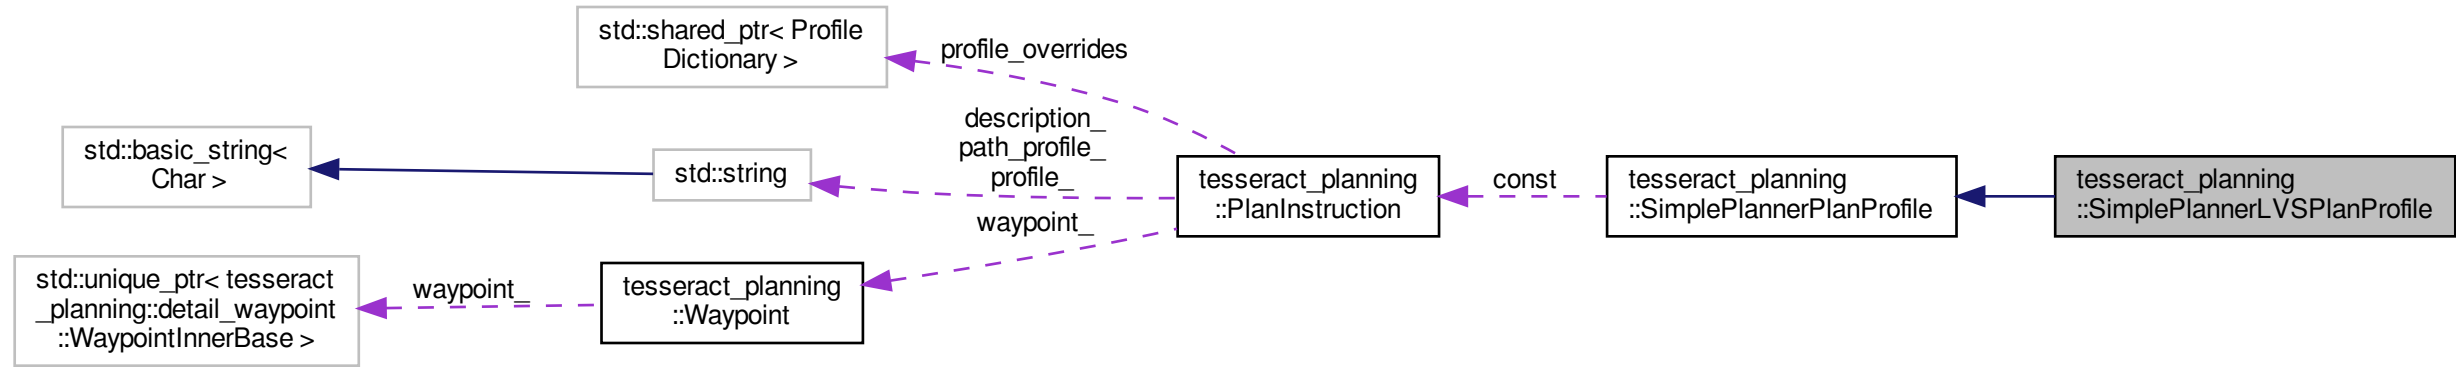 std::shared_ptr< Profile
Dictionary >
profile_overrides
std::basic_string<
Char >
std::string
description_
path_profile_
profile_
tesseract_planning
::PlanInstruction
const
tesseract_planning
::SimplePlannerPlanProfile
tesseract_planning
::SimplePlannerLVSPlanProfile
waypoint_
std::unique_ptr< tesseract
_planning::detail_waypoint
::WaypointInnerBase >
waypoint_
tesseract_planning
::Waypoint